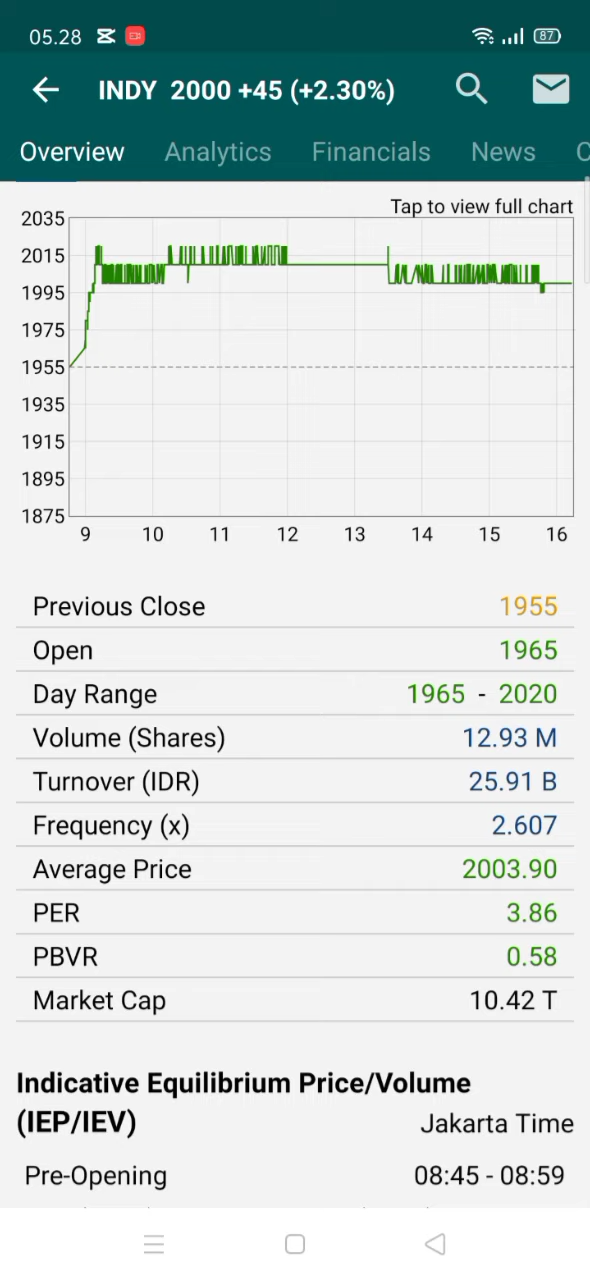 05.28
87
INDY 2000 +45 (+2.30%)
Overview Analytics Financials News C
Tap to view full chart
2035
2015
1995
1975
1955
1935
1915
1895
1875
9 10 11 12 13 14 15 16
Previous Close 1955
Open 1965
Day Range 1965 - 2020
Volume (Shares) 12.93 M
Turnover (IDR) 25.91 B
Frequency (x) 2.607
Average Price 2003.90
PER 3.86
PBVR 0.58
Market Cap 10.42 T
Indicative Equilibrium Price/Volume
(IEP/IEV) Jakarta Time
Pre-Opening 08:45 - 08:59